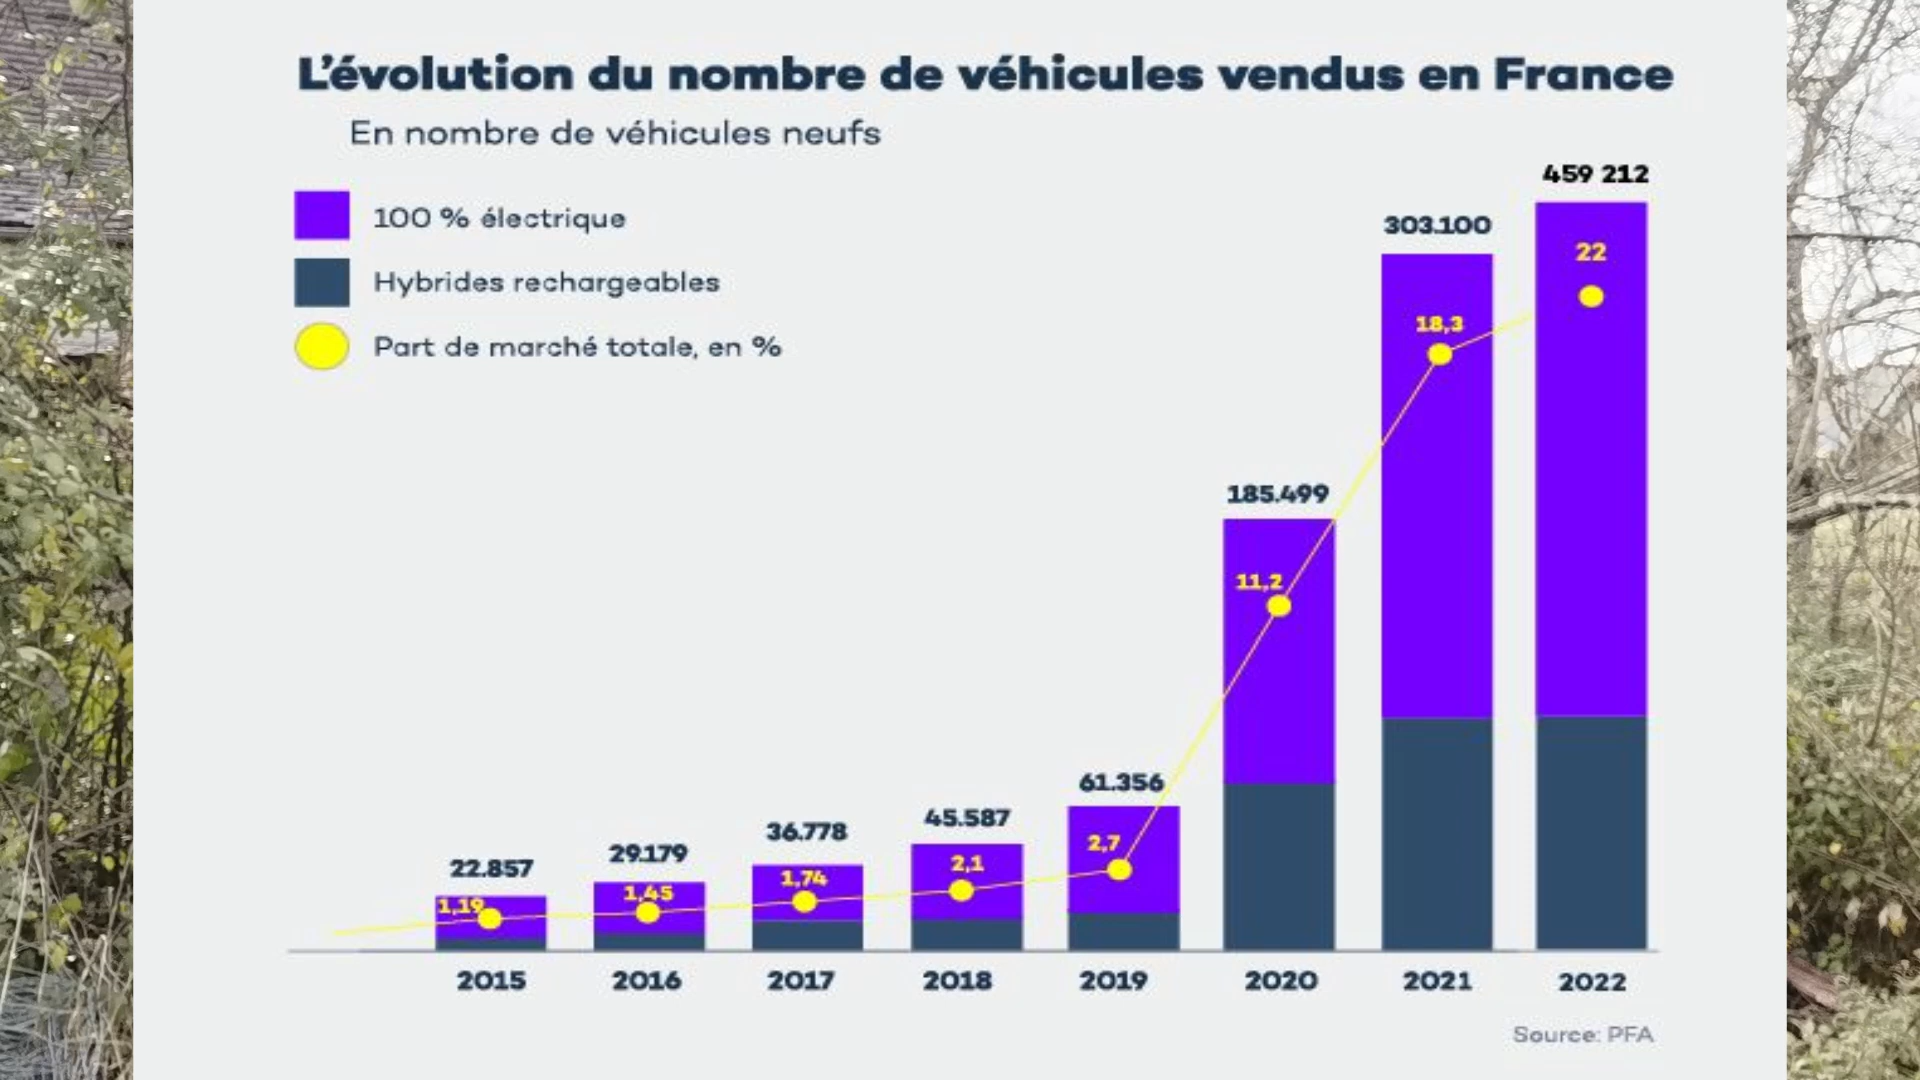 L'évolution du nombre de véhicules vendus en France
En nombre de véhicules neufs
100 % électrique
Hybrides rechargeables
Part de marché totale, en %
459 212
303.100
22
18,3
185.499
11,2
61.356
45.587
36.778
29.179
22.857
2,7
2,1
1,74
1,45
1,19
2015 2016 2017 2018 2019 2020 2021 2022
Source: PFA